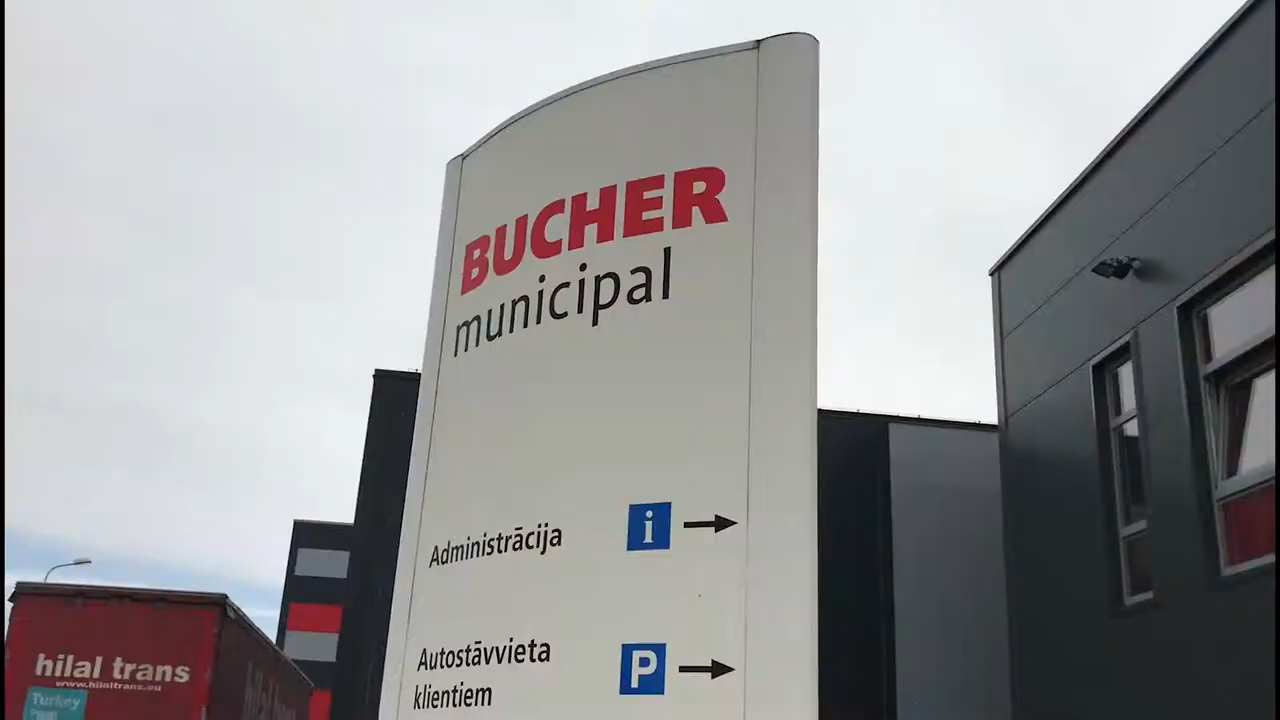 BUCHER
municipal
Administrācija
i
Autostāvvieta
klientiem
P
hilal trans
www.hilaltrans.eu
Turkey